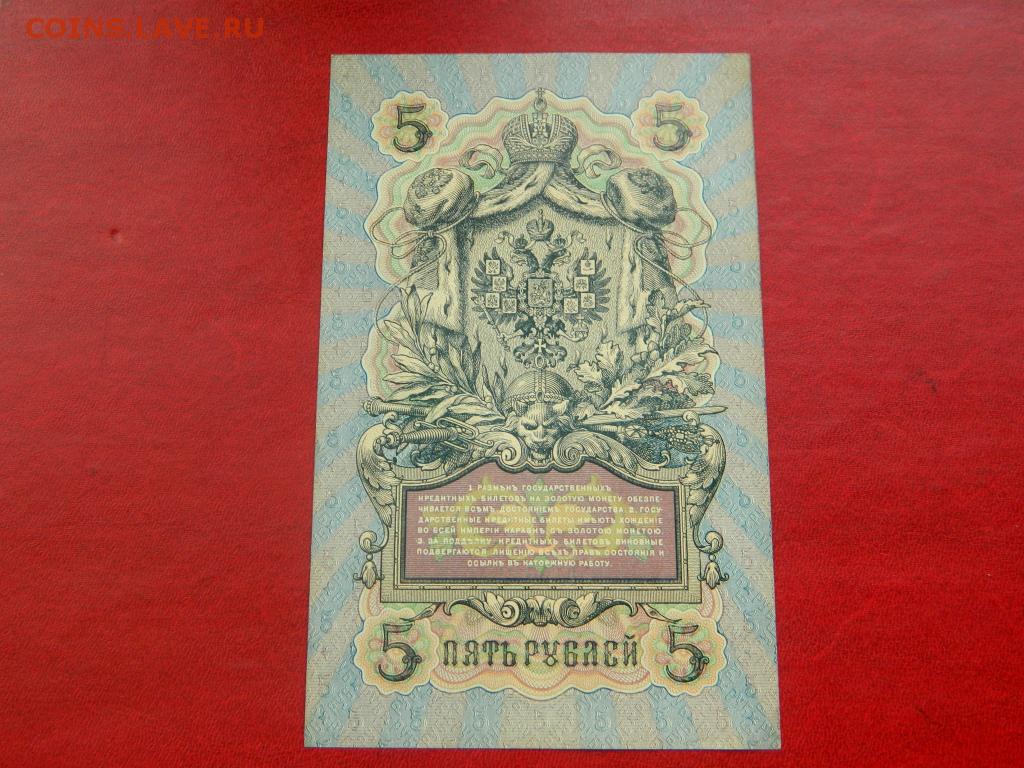 COINS.LAVE.RU
5 5
1. РАЗМѢНЪ ГОСУДАРСТВЕННЫХЪ
КРЕДИТНЫХЪ БИЛЕТОВЪ НА ЗОЛОТУЮ МОНЕТУ ОБЕЗПЕ-
ЧИВАЕТСЯ ВСѢМЪ ДОСТОЯНІЕМЪ ГОСУДАРСТВА. 2. ГОСУ-
ДАРСТВЕННЫЕ КРЕДИТНЫЕ БИЛЕТЫ ИМѢЮТЪ ХОЖДЕНІЕ
ВО ВСЕЙ ИМПЕРІИ НАРАВНѢ СЪ ЗОЛОТОЮ МОНЕТОЮ.
3. ЗА ПОДДѢЛКУ КРЕДИТНЫХЪ БИЛЕТОВЪ ВИНОВНЫЕ
ПОДВЕРГАЮТСЯ ЛИШЕНІЮ ВСѢХЪ ПРАВЪ СОСТОЯНІЯ И
ССЫЛКѢ ВЪ КАТОРЖНУЮ РАБОТУ.
5 ПЯТЬ РУБЛЕЙ 5